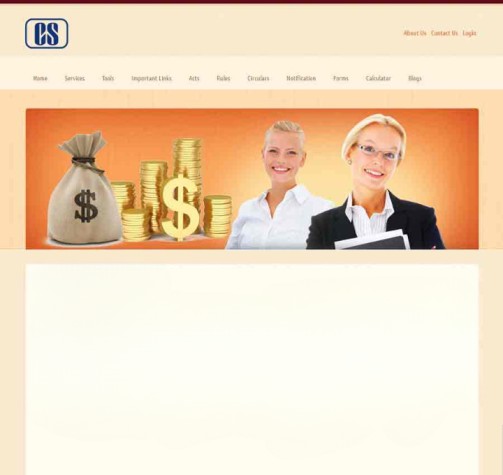 CS
About Us Contact Us Login
Home Services Tools Important Links Acts Rules Circulars Notification Forms Calculator Blogs
$ $